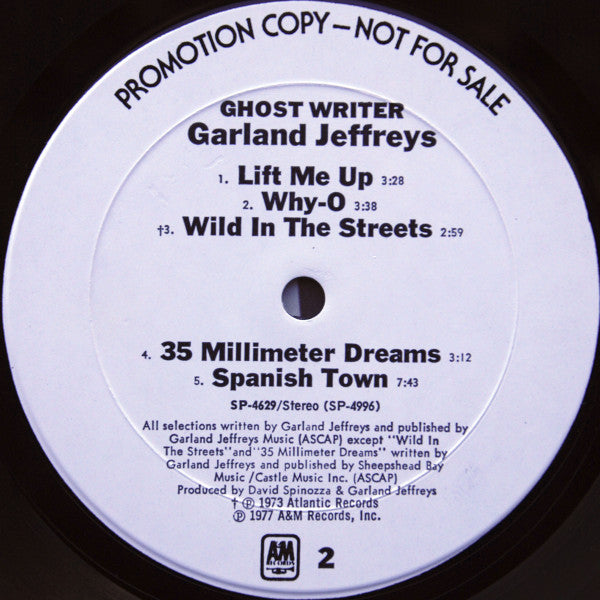 PROMOTION COPY — NOT FOR SALE
GHOST WRITER
Garland Jeffreys
1. Lift Me Up 3:28
2. Why-O 3:38
†3. Wild In The Streets 2:59
4. 35 Millimeter Dreams 3:12
5. Spanish Town 7:43
SP-4629/Stereo (SP-4996)
All selections written by Garland Jeffreys and published by
Garland Jeffreys Music (ASCAP) except "Wild In
The Streets"and"35 Millimeter Dreams" written by
Garland Jeffreys and published by Sheepshead Bay
Music /Castle Music Inc. (ASCAP)
Produced by David Spinozza & Garland Jeffreys
† ℗ 1973 Atlantic Records
℗ 1977 A&M Records, Inc.
A&M
RECORDS
2